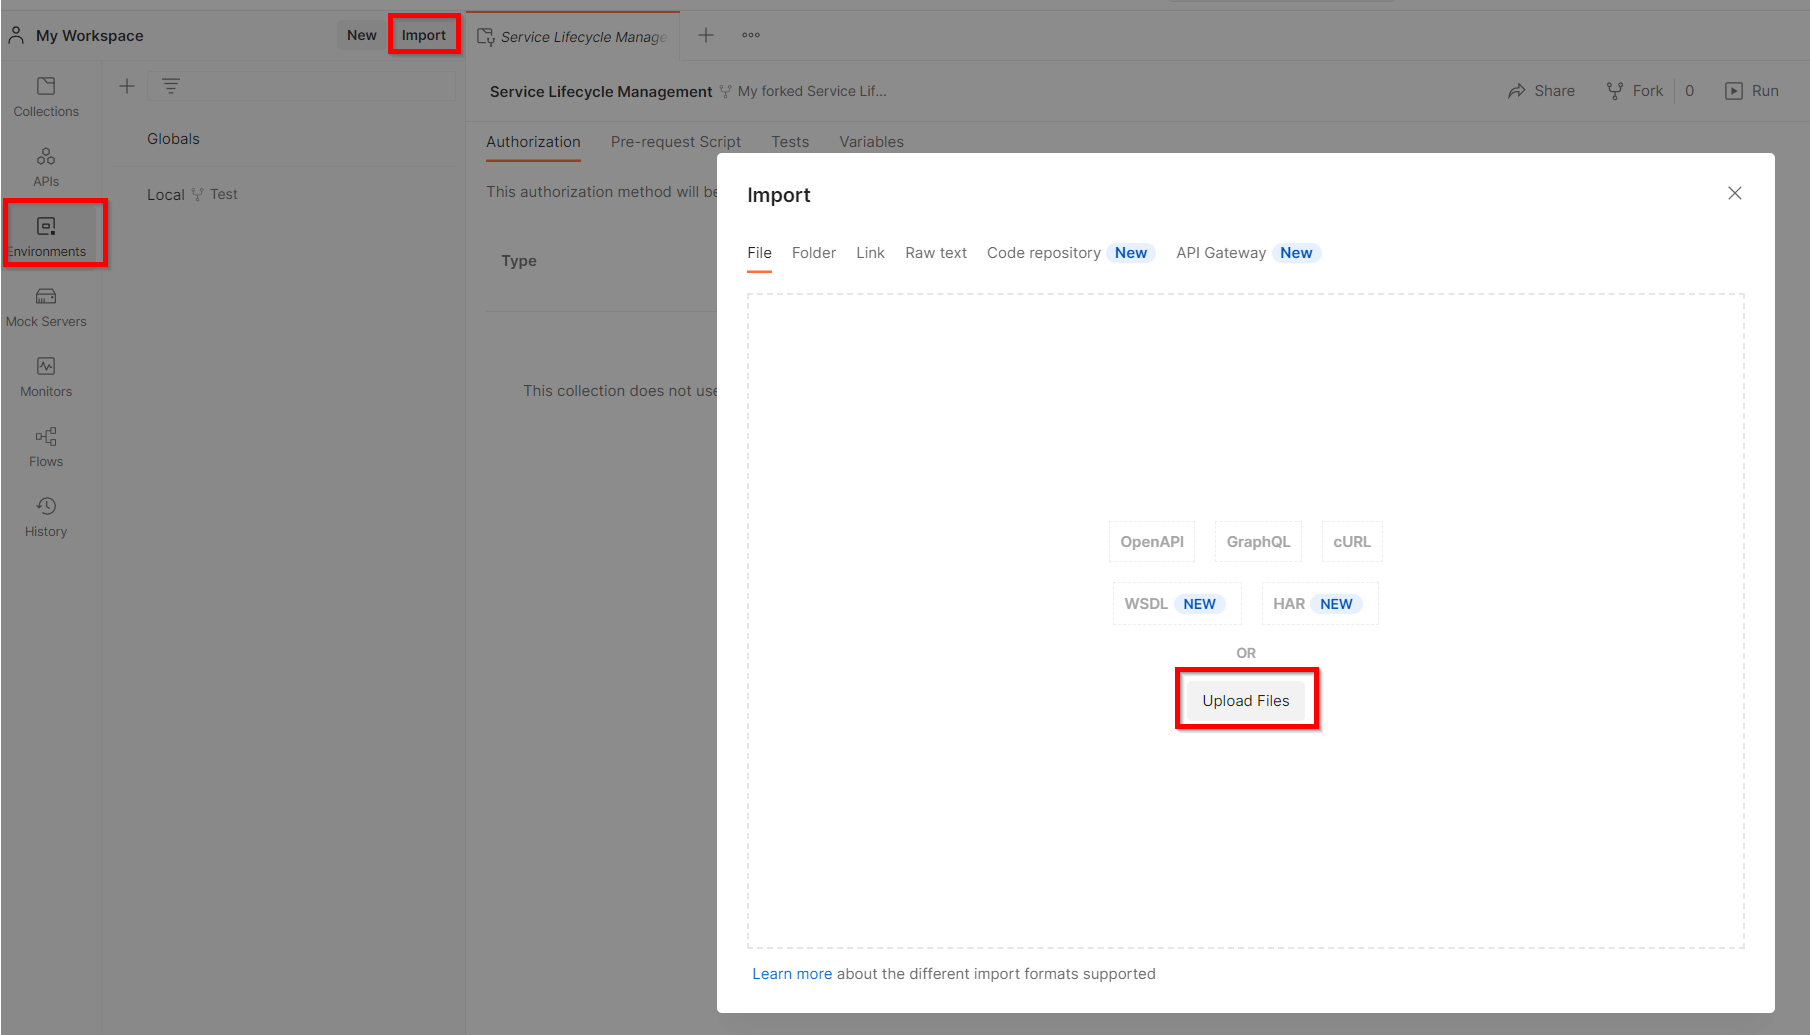 My Workspace
New
Import
Service Lifecycle Manage
Collections
APIs
Environments
Mock Servers
Monitors
Flows
History
Globals
Local Test
Service Lifecycle Management My forked Service Lif...
Share
Fork 0
Run
Authorization Pre-request Script Tests Variables
This authorization method will be
Type
This collection does not use
Import
File Folder Link Raw text Code repository New API Gateway New
OpenAPI GraphQL cURL
WSDL NEW HAR NEW
OR
Upload Files
Learn more about the different import formats supported